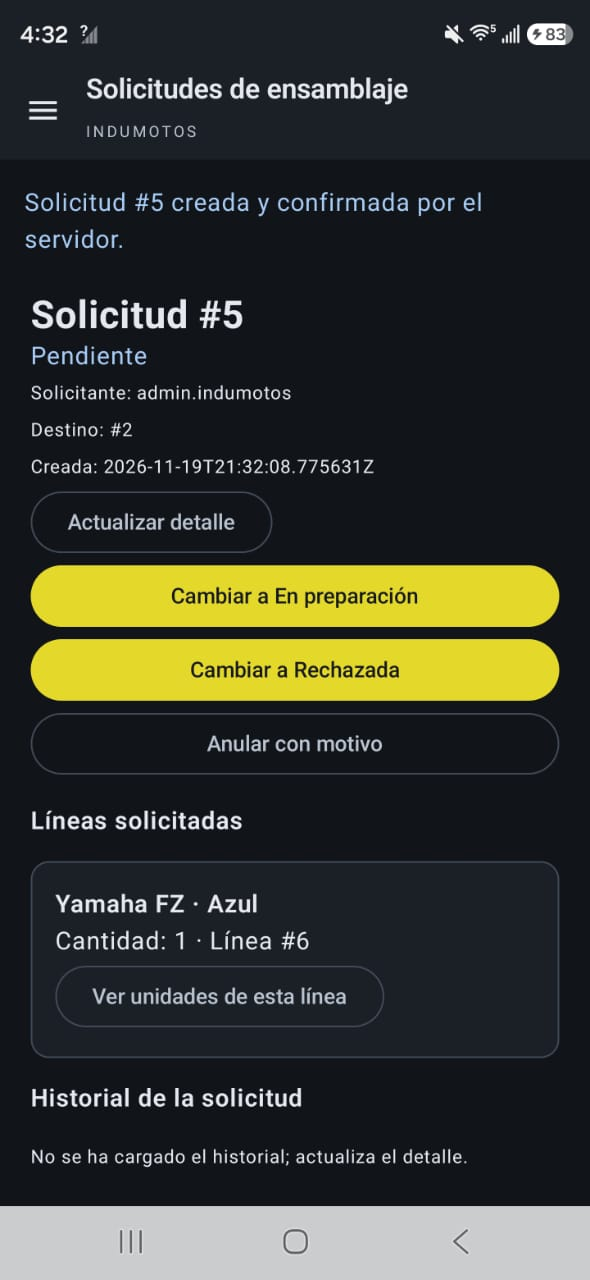 4:32
83
Solicitudes de ensamblaje
INDUMOTOS
Solicitud #5 creada y confirmada por el
servidor.
Solicitud #5
Pendiente
Solicitante: admin.indumotos
Destino: #2
Creada: 2026-11-19T21:32:08.775631Z
Actualizar detalle
Cambiar a En preparación
Cambiar a Rechazada
Anular con motivo
Líneas solicitadas
Yamaha FZ · Azul
Cantidad: 1 · Línea #6
Ver unidades de esta línea
Historial de la solicitud
No se ha cargado el historial; actualiza el detalle.